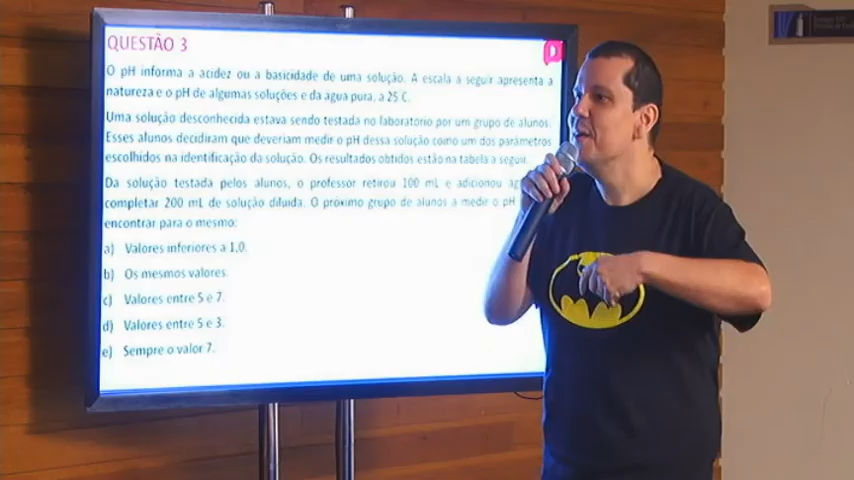 QUESTÃO 3
O pH informa a acidez ou a basicidade de uma solução. A escala a seguir apresenta a
natureza e o pH de algumas soluções e da água pura, a 25 C.
Uma solução desconhecida estava sendo testada no laboratório por um grupo de alunos.
Esses alunos decidiram que deveriam medir o pH dessa solução como um dos parâmetros
escolhidos na identificação da solução. Os resultados obtidos estão na tabela a seguir.
Da solução testada pelos alunos, o professor retirou 100 mL e adicionou
completar 200 mL de solução diluída. O próximo grupo de alunos a medir o pH
encontrar para o mesmo:
a) Valores inferiores a 1,0.
b) Os mesmos valores.
c) Valores entre 5 e 7.
d) Valores entre 5 e 3.
e) Sempre o valor 7.